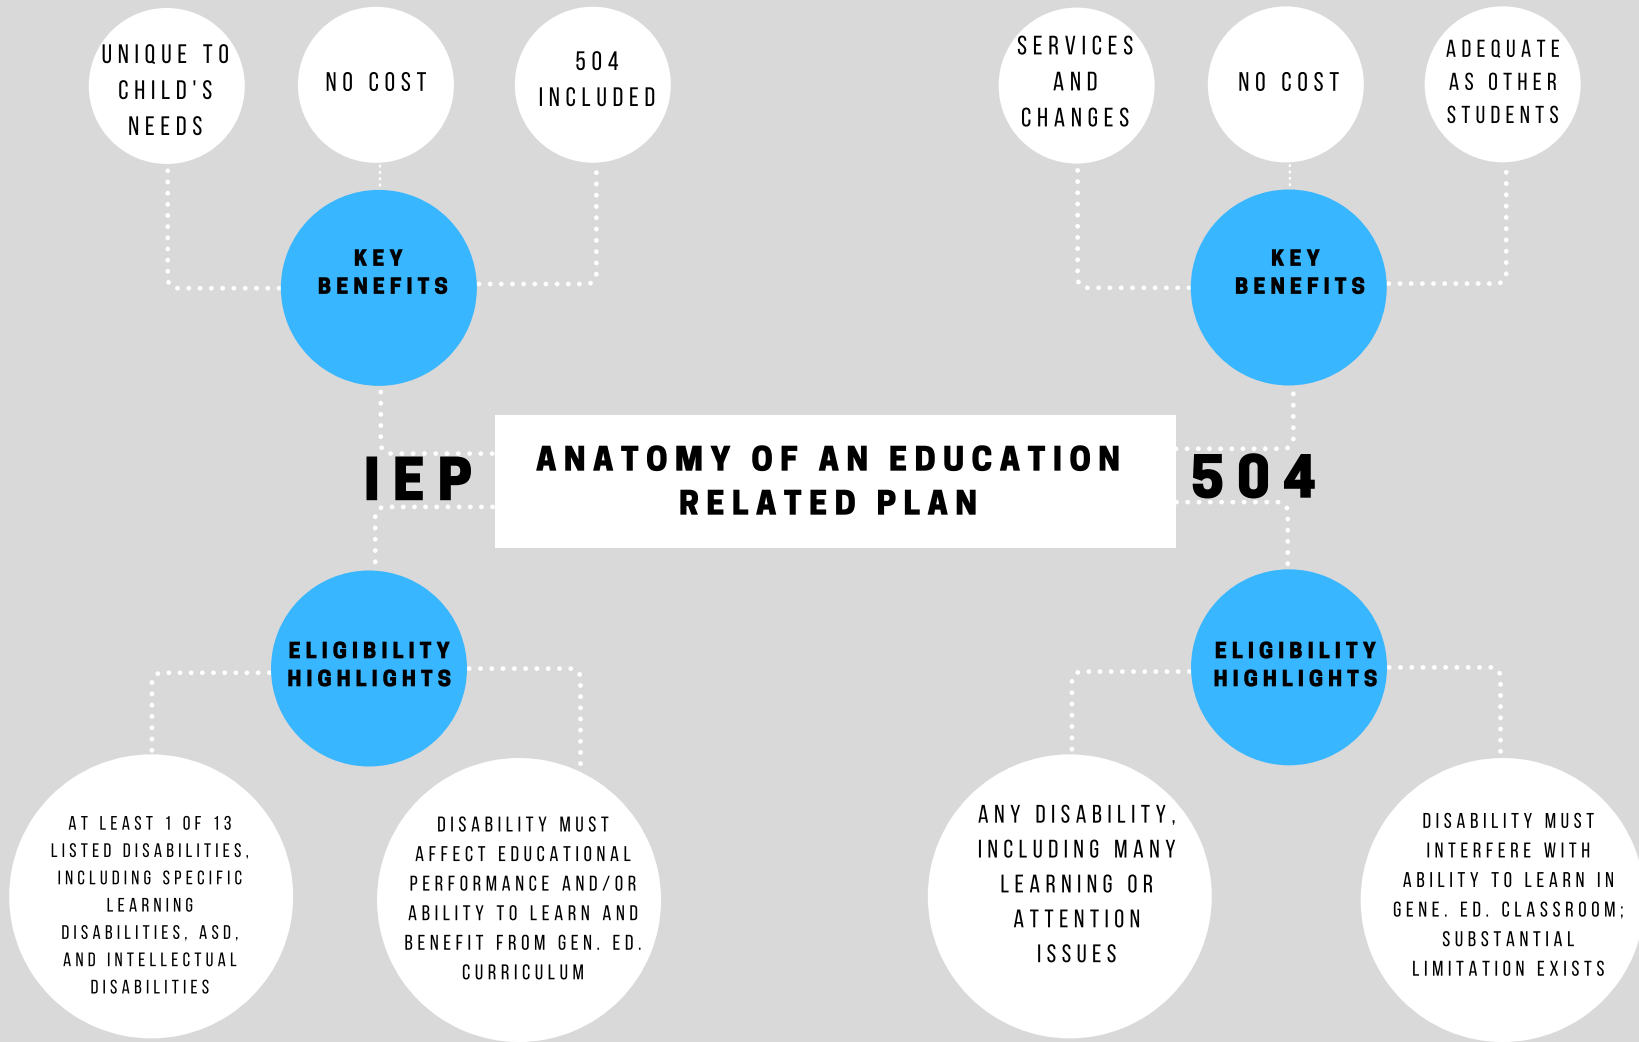 UNIQUE TO
CHILD'S
NEEDS
NO COST
504
INCLUDED
KEY
BENEFITS
SERVICES
AND
CHANGES
NO COST
ADEQUATE
AS OTHER
STUDENTS
KEY
BENEFITS
IEP
ANATOMY OF AN EDUCATION
RELATED PLAN
504
ELIGIBILITY
HIGHLIGHTS
AT LEAST 1 OF 13
LISTED DISABILITIES,
INCLUDING SPECIFIC
LEARNING
DISABILITIES, ASD,
AND INTELLECTUAL
DISABILITIES
DISABILITY MUST
AFFECT EDUCATIONAL
PERFORMANCE AND/OR
ABILITY TO LEARN AND
BENEFIT FROM GEN. ED.
CURRICULUM
ELIGIBILITY
HIGHLIGHTS
ANY DISABILITY,
INCLUDING MANY
LEARNING OR
ATTENTION
ISSUES
DISABILITY MUST
INTERFERE WITH
ABILITY TO LEARN IN
GENE. ED. CLASSROOM;
SUBSTANTIAL
LIMITATION EXISTS